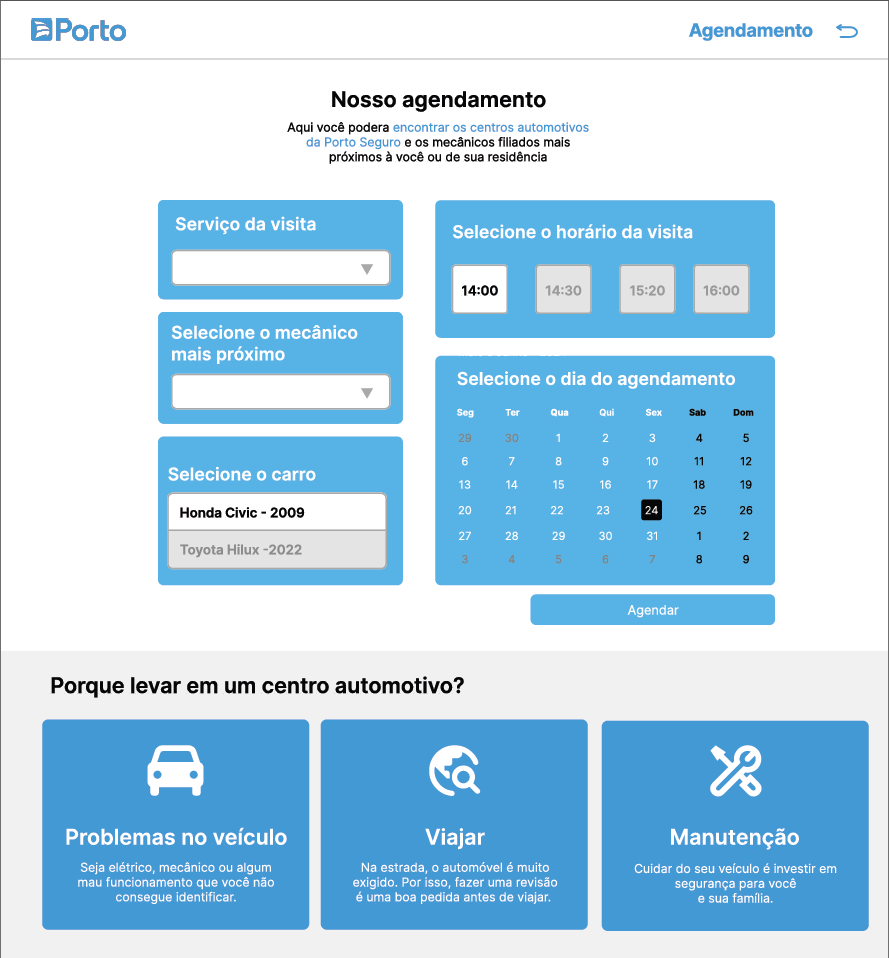 Porto
Agendamento
Nosso agendamento
Aqui você podera encontrar os centros automotivos
da Porto Seguro e os mecânicos filiados mais
próximos à você ou de sua residência
Serviço da visita
Selecione o mecânico
mais próximo
Selecione o carro
Honda Civic - 2009
Toyota Hilux -2022
Selecione o horário da visita
14:00 14:30 15:20 16:00
Selecione o dia do agendamento
Seg Ter Qua Qui Sex Sab Dom
29 30 1 2 3 4 5
6 7 8 9 10 11 12
13 14 15 16 17 18 19
20 21 22 23 24 25 26
27 28 29 30 31 1 2
3 4 5 6 7 8 9
Agendar
Porque levar em um centro automotivo?
Problemas no veículo
Seja elétrico, mecânico ou algum
mau funcionamento que você não
consegue identificar.
Viajar
Na estrada, o automóvel é muito
exigido. Por isso, fazer uma revisão
é uma boa pedida antes de viajar.
Manutenção
Cuidar do seu veículo é investir em
segurança para você
e sua família.